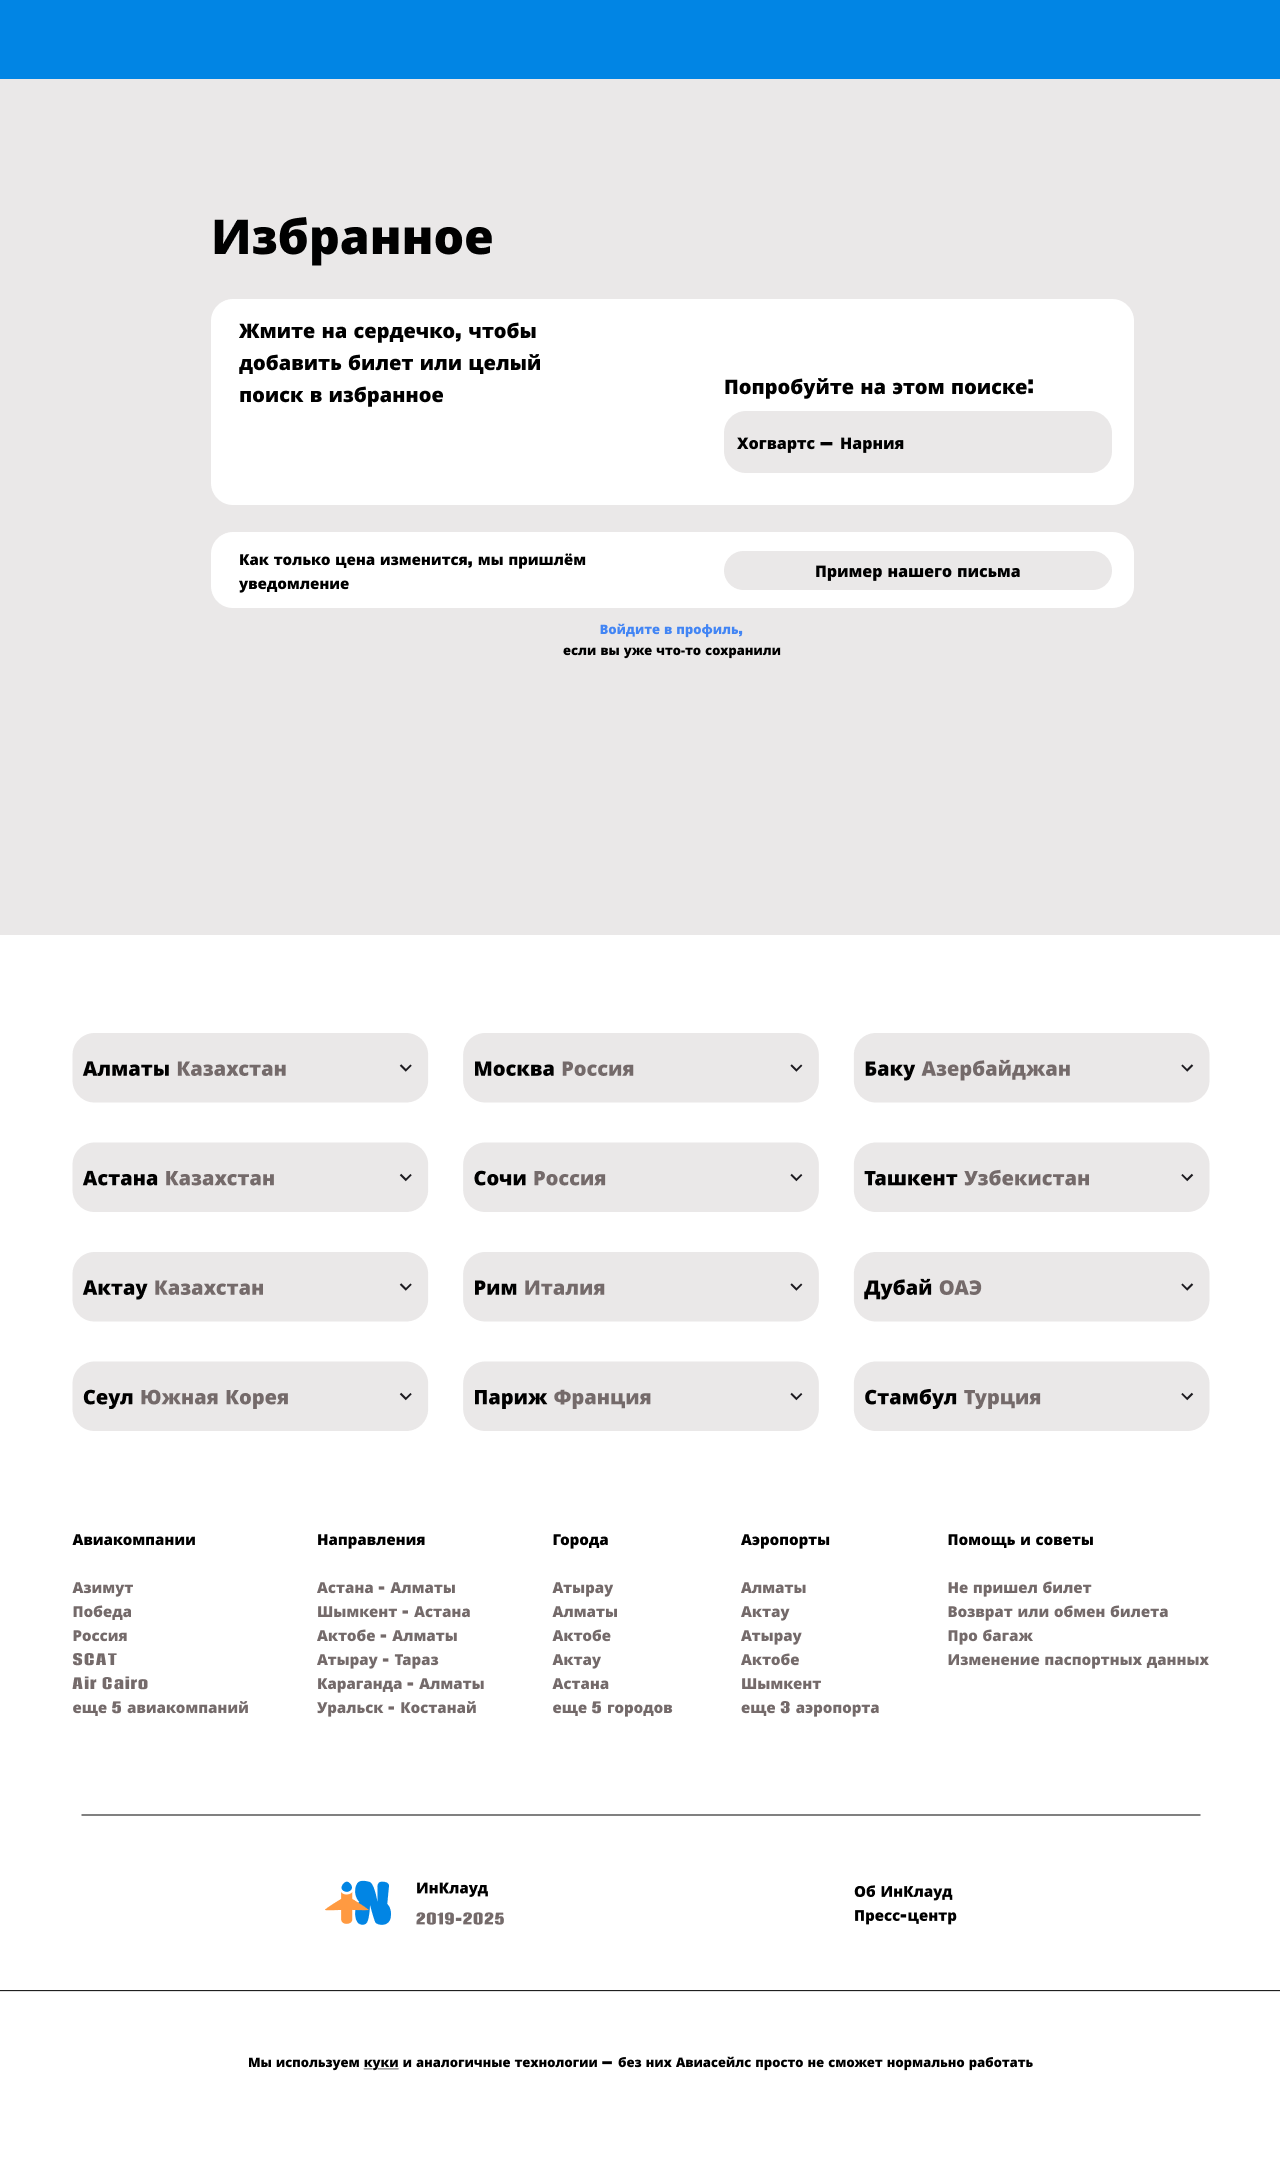 Избранное
Жмите на сердечко, чтобы
добавить билет или целый
поиск в избранное
Попробуйте на этом поиске:
Хогвартс — Нарния
Как только цена изменится, мы пришлём
уведомление
Пример нашего письма
Войдите в профиль,
если вы уже что-то сохранили
Алматы Казахстан
Москва Россия
Баку Азербайджан
Астана Казахстан
Сочи Россия
Ташкент Узбекистан
Актау Казахстан
Рим Италия
Дубай ОАЭ
Сеул Южная Корея
Париж Франция
Стамбул Турция
Авиакомпании
Азимут
Победа
Россия
SCAT
Air Cairo
еще 5 авиакомпаний
Направления
Астана - Алматы
Шымкент - Астана
Актобе - Алматы
Атырау - Тараз
Караганда - Алматы
Уральск - Костанай
Города
Атырау
Алматы
Актобе
Актау
Астана
еще 5 городов
Аэропорты
Алматы
Актау
Атырау
Актобе
Шымкент
еще 3 аэропорта
Помощь и советы
Не пришел билет
Возврат или обмен билета
Про багаж
Изменение паспортных данных
iN
ИнКлауд
2019-2025
Об ИнКлауд
Пресс-центр
Мы используем куки и аналогичные технологии — без них Авиасейлс просто не сможет нормально работать